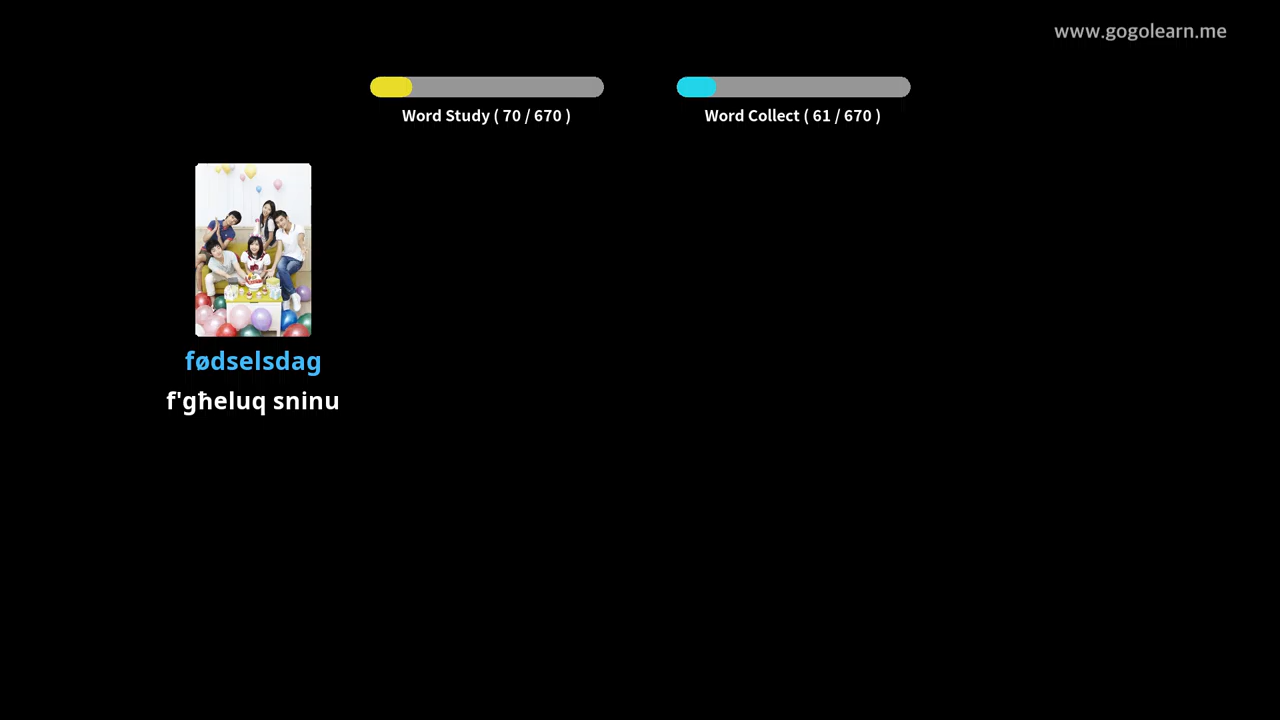 www.gogolearn.me
Word Study ( 70 / 670 )
Word Collect ( 61 / 670 )
fødselsdag
f'għeluq sninu